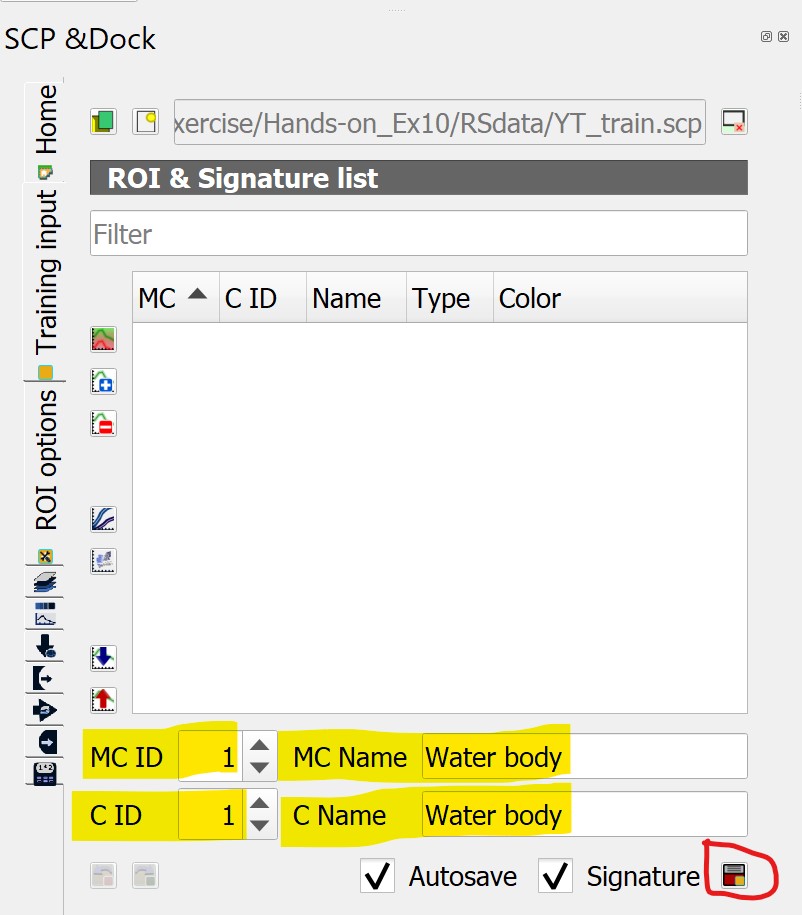 SCP &Dock
Home
Training input
ROI options
xercise/Hands-on_Ex10/RSdata/YT_train.scp
ROI & Signature list
Filter
MC C ID Name Type Color
MC ID 1 MC Name Water body
C ID 1 C Name Water body
Autosave Signature